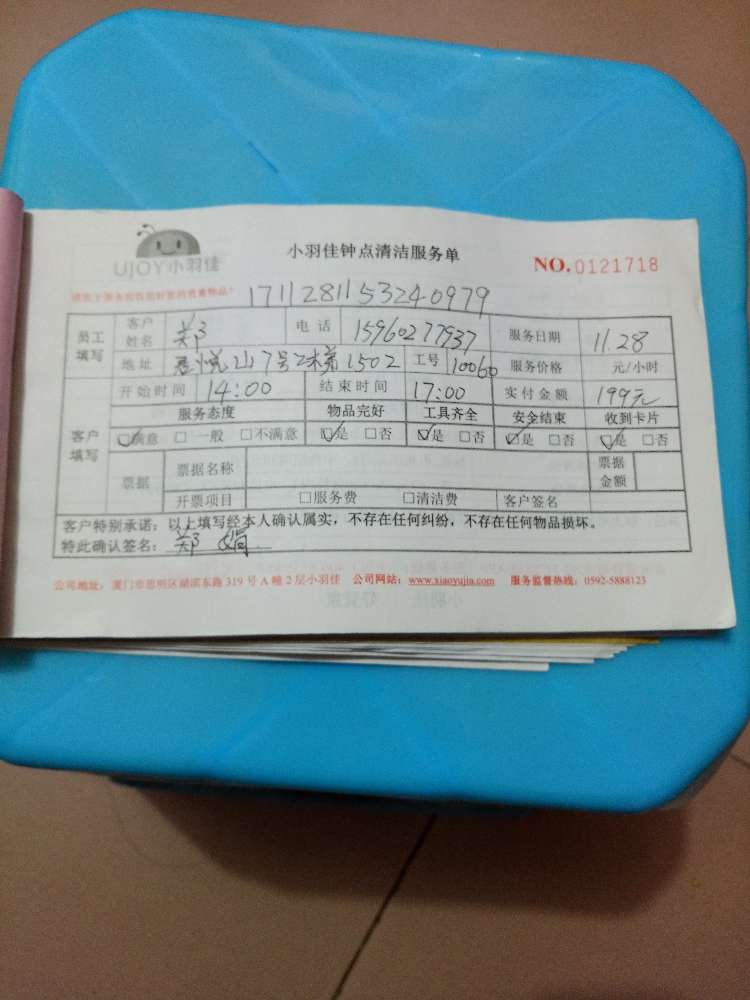 UJOY小羽佳
小羽佳钟点清洁服务单
NO.0121718
1711281153240979
员工填写 客户姓名 郑 电话 15960277937 服务日期 11.28
地址 君悦山7号2梯1502 工号 10060 服务价格 元/小时
开始时间 14:00 结束时间 17:00 实付金额 199元
客户填写 服务态度 物品完好 工具齐全 安全结束 收到卡片
☑满意 □一般 □不满意 ☑是 □否 ☑是 □否 ☑是 □否 ☑是 □否
票据 票据名称 票据金额
开票项目 □服务费 □清洁费 客户签名
客户特别承诺:以上填写经本人确认属实,不存在任何纠纷,不存在任何物品损坏。
特此确认签名:郑 娟
公司地址:厦门市思明区湖滨东路319号A幢2层小羽佳 公司网站:www.xiaoyujia.com 服务监督热线:0592-5888123